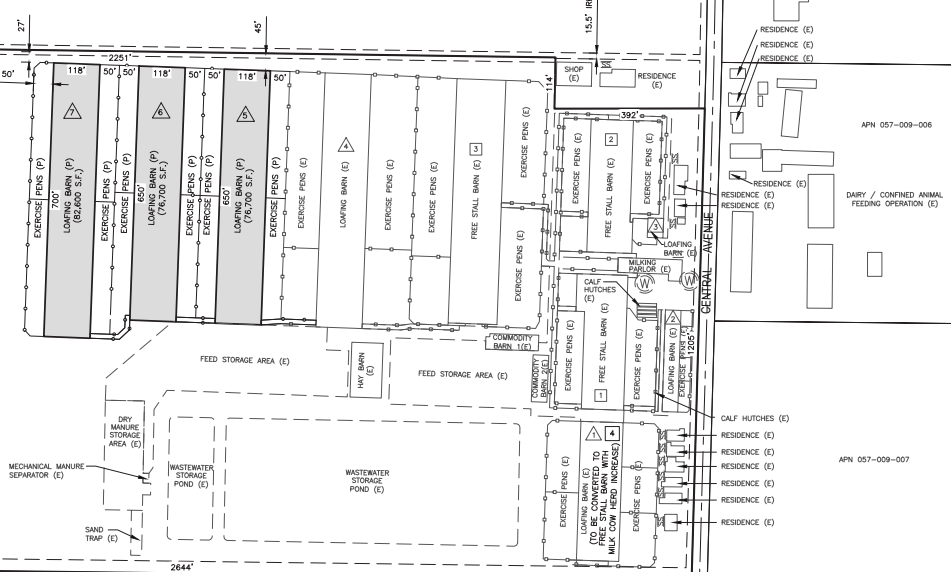 27'
45'
15.5'
2251'
50'
118'
50'
50'
118'
50'
50'
118'
50'
114'
392'
SHOP
(E)
SS
RESIDENCE
(E)
RESIDENCE (E)
RESIDENCE (E)
RESIDENCE (E)
APN 057-009-006
7
6
5
4
3
2
EXERCISE PENS (P)
700'
LOAFING BARN (P)
(82,600 S.F.)
EXERCISE PENS (P)
EXERCISE PENS (P)
650'
LOAFING BARN (P)
(76,700 S.F.)
EXERCISE PENS (P)
EXERCISE PENS (P)
650'
LOAFING BARN (P)
(76,700 S.F.)
EXERCISE PENS (P)
EXERCISE PENS (E)
LOAFING BARN (E)
EXERCISE PENS (E)
EXERCISE PENS (E)
FREE STALL BARN (E)
EXERCISE PENS (E)
EXERCISE PENS (E)
EXERCISE PENS (E)
FREE STALL BARN (E)
EXERCISE PENS (E)
SS
RESIDENCE (E)
RESIDENCE (E)
RESIDENCE (E)
SS
3
LOAFING
BARN (E)
DAIRY / CONFINED ANIMAL
FEEDING OPERATION (E)
MILKING
PARLOR (E)
W
W
CENTRAL AVENUE
CALF
HUTCHES
(E)
2
1205'
EXERCISE PENS (E)
FREE STALL BARN (E)
1
EXERCISE PENS (E)
LOAFING BARN (E)
EXERCISE PENS (E)
COMMODITY
BARN 1(E)
COMMODITY
BARN 2(E)
FEED STORAGE AREA (E)
HAY BARN
(E)
FEED STORAGE AREA (E)
CALF HUTCHES (E)
DRY
MANURE
STORAGE
AREA (E)
MECHANICAL MANURE
SEPARATOR (E)
WASTEWATER
STORAGE
POND (E)
WASTEWATER
STORAGE
POND (E)
SAND
TRAP (E)
1
4
EXERCISE PENS (E)
LOAFING BARN (E)
(TO BE CONVERTED TO
FREE STALL BARN WITH
MILK COW HERD INCREASE)
EXERCISE PENS (E)
RESIDENCE (E)
RESIDENCE (E)
RESIDENCE (E)
RESIDENCE (E)
RESIDENCE (E)
RESIDENCE (E)
APN 057-009-007
2644'